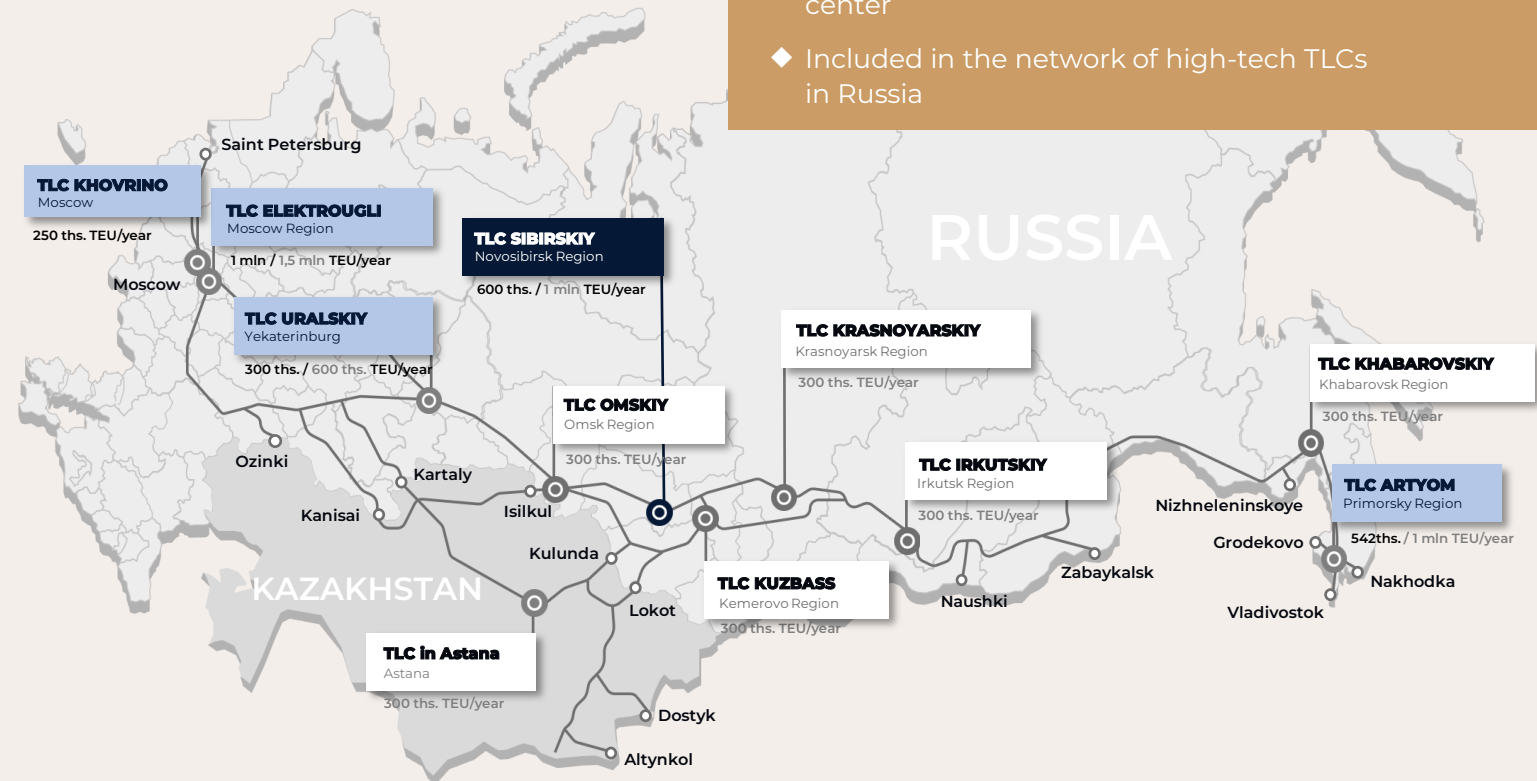 center
◆ Included in the network of high-tech TLCs
in Russia
Saint Petersburg
TLC KHOVRINO
Moscow
250 ths. TEU/year
TLC ELEKTROUGLI
Moscow Region
1 mln / 1,5 mln TEU/year
Moscow
TLC SIBIRSKIY
Novosibirsk Region
600 ths. / 1 mln TEU/year
RUSSIA
TLC URALSKIY
Yekaterinburg
300 ths. / 600 ths. TEU/year
TLC KRASNOYARSKIY
Krasnoyarsk Region
300 ths. TEU/year
TLC KHABAROVSKIY
Khabarovsk Region
300 ths. TEU/year
TLC OMSKIY
Omsk Region
300 ths. TEU/year
Ozinki
Kartaly
Kanisai
Isilkul
TLC IRKUTSKIY
Irkutsk Region
300 ths. TEU/year
Nizhneleninskoye
TLC ARTYOM
Primorsky Region
542ths. / 1 mln TEU/year
Grodekovo
Nakhodka
Vladivostok
Kulunda
Zabaykalsk
Naushki
KAZAKHSTAN
Lokot
TLC KUZBASS
Kemerovo Region
300 ths. TEU/year
TLC in Astana
Astana
300 ths. TEU/year
Dostyk
Altynkol